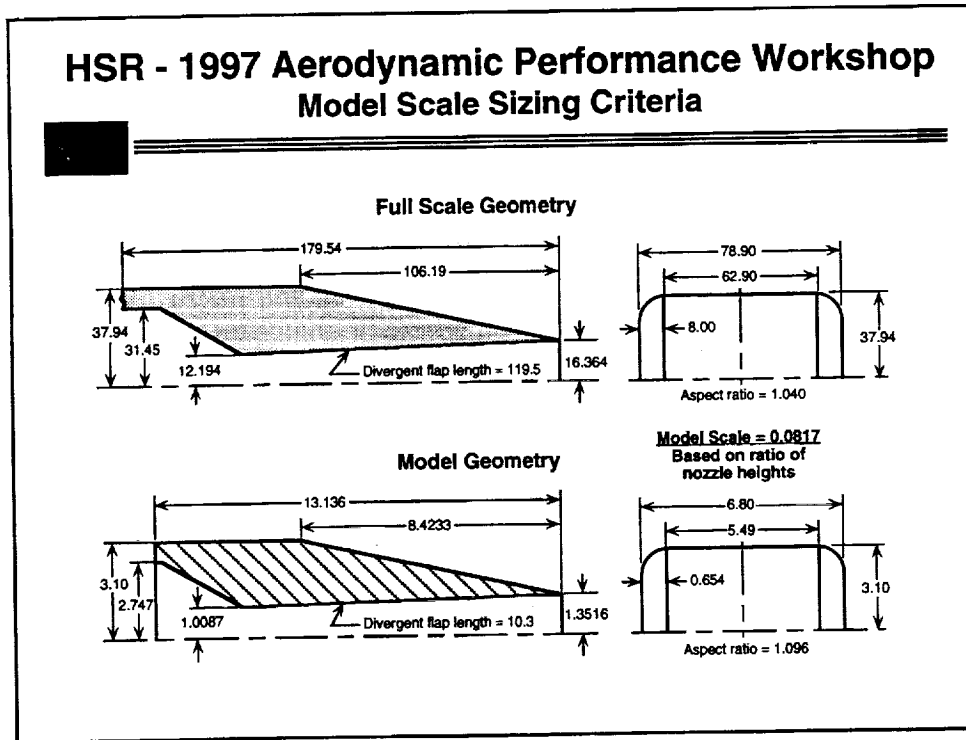 HSR - 1997 Aerodynamic Performance Workshop
Model Scale Sizing Criteria
Full Scale Geometry
179.54
106.19
37.94
31.45
12.194
Divergent flap length = 119.5
16.364
78.90
62.90
8.00
37.94
Aspect ratio = 1.040
Model Scale = 0.0817
Based on ratio of
nozzle heights
Model Geometry
13.136
8.4233
3.10
2.747
1.0087
Divergent flap length = 10.3
1.3516
6.80
5.49
0.654
3.10
Aspect ratio = 1.096